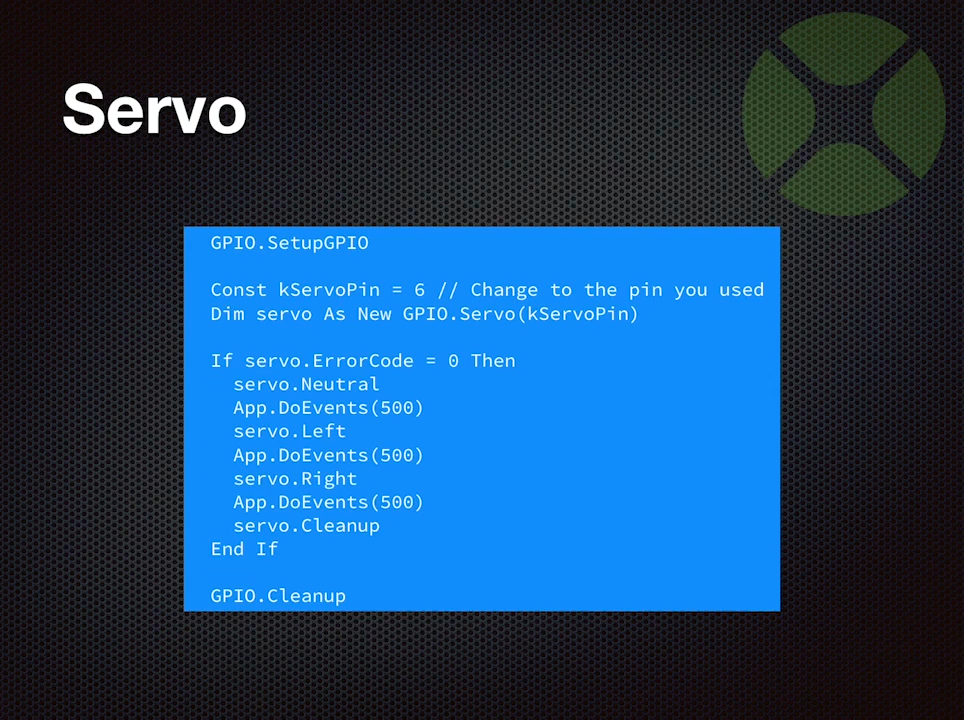 Servo
GPIO.SetupGPIO
Const kServoPin = 6 // Change to the pin you used
Dim servo As New GPIO.Servo(kServoPin)
If servo.ErrorCode = 0 Then
servo.Neutral
App.DoEvents(500)
servo.Left
App.DoEvents(500)
servo.Right
App.DoEvents(500)
servo.Cleanup
End If
GPIO.Cleanup